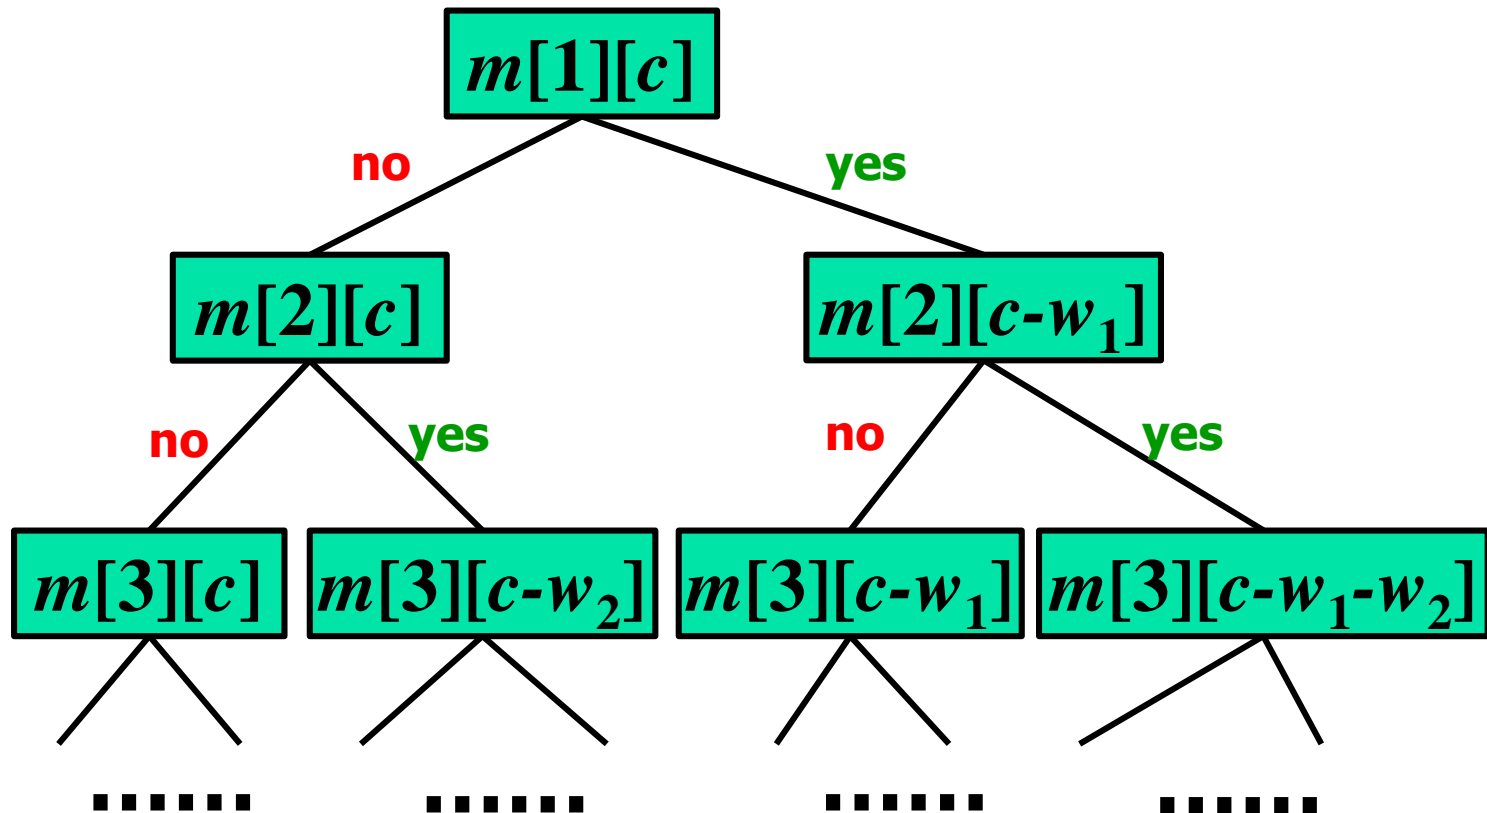 m[1][c]
no yes
m[2][c] m[2][c-w₁]
no yes no yes
m[3][c] m[3][c-w₂] m[3][c-w₁] m[3][c-w₁-w₂]
...... ...... ...... ......